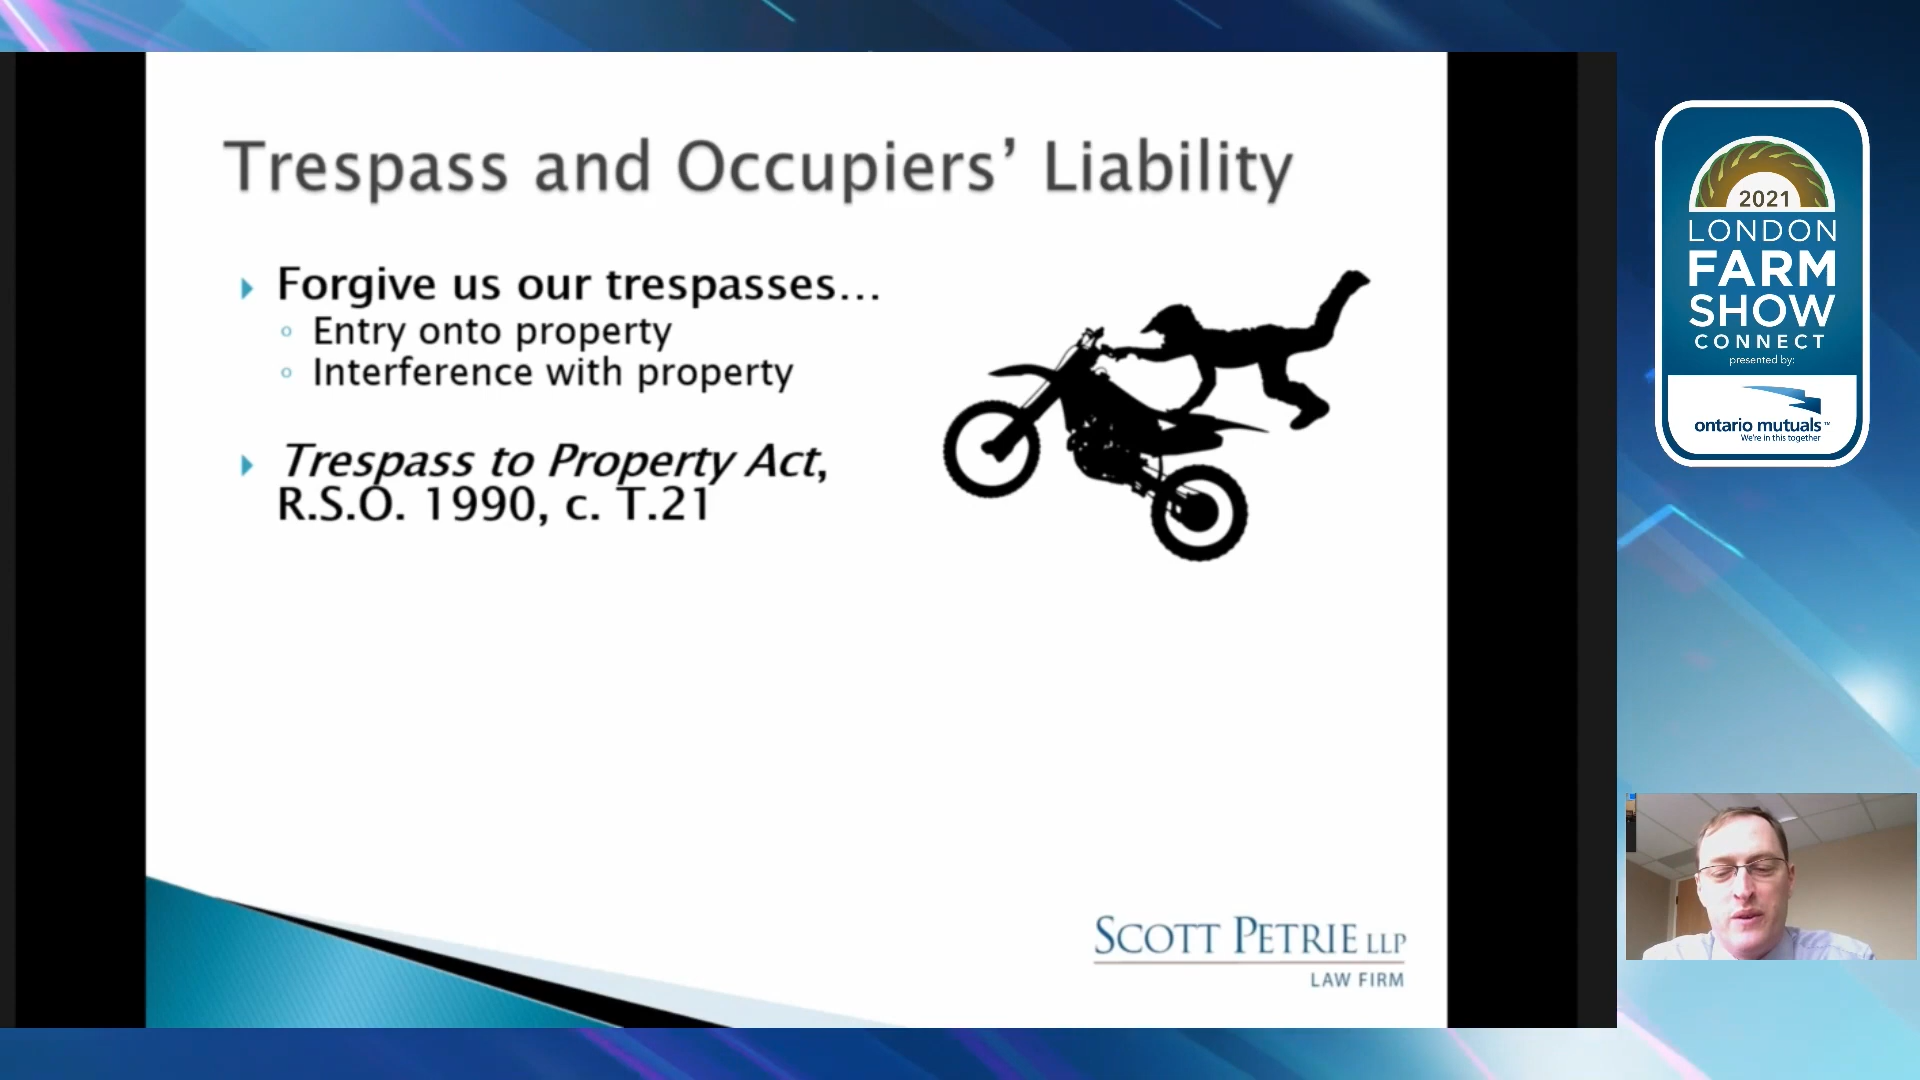 Trespass and Occupiers’ Liability
Forgive us our trespasses…
Entry onto property
Interference with property
Trespass to Property Act,
R.S.O. 1990, c. T.21
SCOTT PETRIE LLP
LAW FIRM
2021
LONDON
FARM
SHOW
CONNECT
presented by:
ontario mutuals™
We're in this together